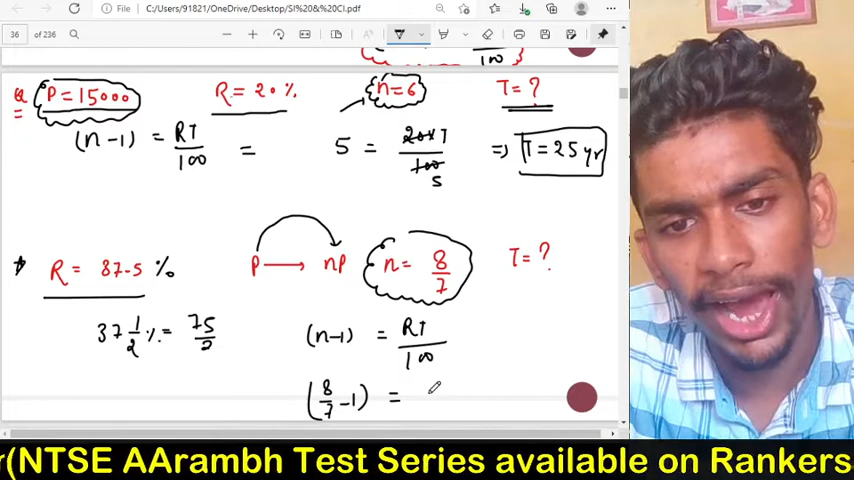 C:/Users/91821/OneDrive/Desktop/SI%20&%20CI.pdf
36 of 236
100
Q P = 15000 R = 20% n = 6 T = ?
(n-1) = RT/100 = 5 = 20xT/100 5 => T = 25 yr
R = 87.5 % P → nP n = 8/7 T = ?
37 1/2 % = 75/2 (n-1) = RT/100
(8/7 -1) =
r(NTSE AArambh Test Series available on Rankers